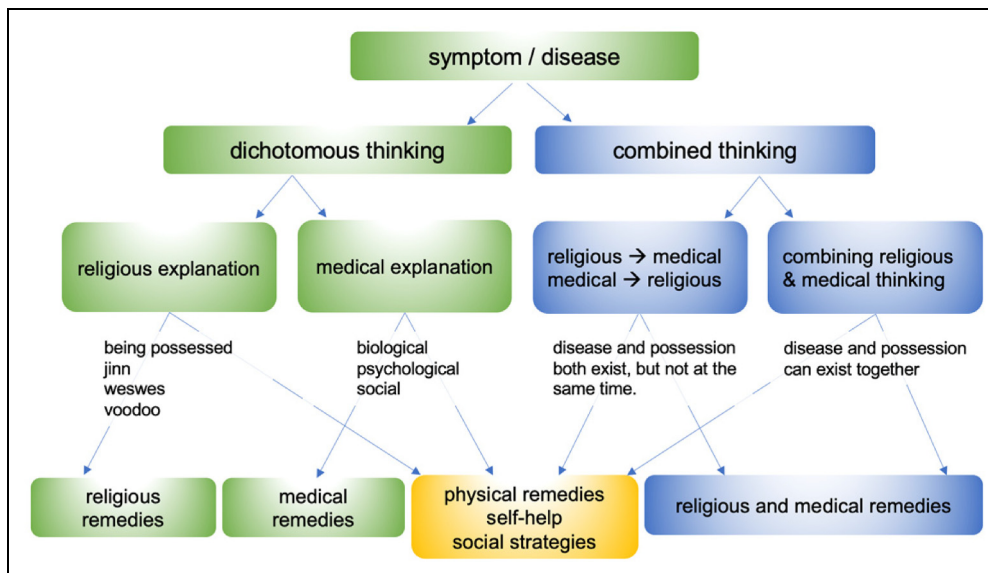 symptom / disease
dichotomous thinking
combined thinking
religious explanation
medical explanation
religious → medical
medical → religious
combining religious
& medical thinking
being possessed
jinn
weswes
voodoo
biological
psychological
social
disease and possession
both exist, but not at the
same time.
disease and possession
can exist together
religious
remedies
medical
remedies
physical remedies
self-help
social strategies
religious and medical remedies